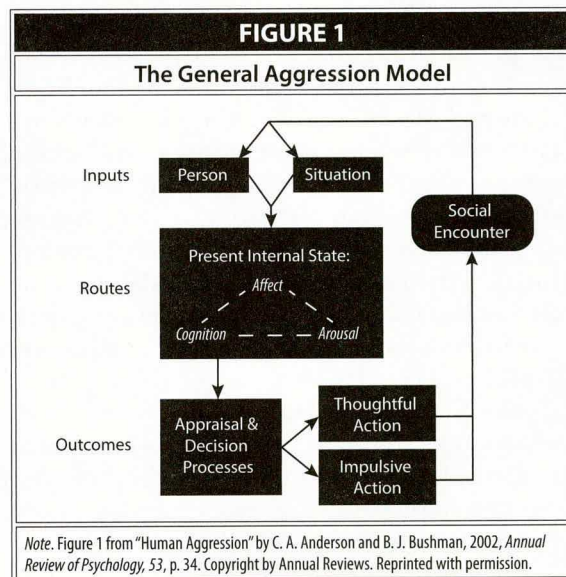 FIGURE 1
The General Aggression Model
Inputs
Person
Situation
Social
Encounter
Routes
Present Internal State:
Affect
Cognition
Arousal
Outcomes
Appraisal &
Decision
Processes
Thoughtful
Action
Impulsive
Action
Note. Figure 1 from "Human Aggression" by C. A. Anderson and B. J. Bushman, 2002, Annual
Review of Psychology, 53, p. 34. Copyright by Annual Reviews. Reprinted with permission.